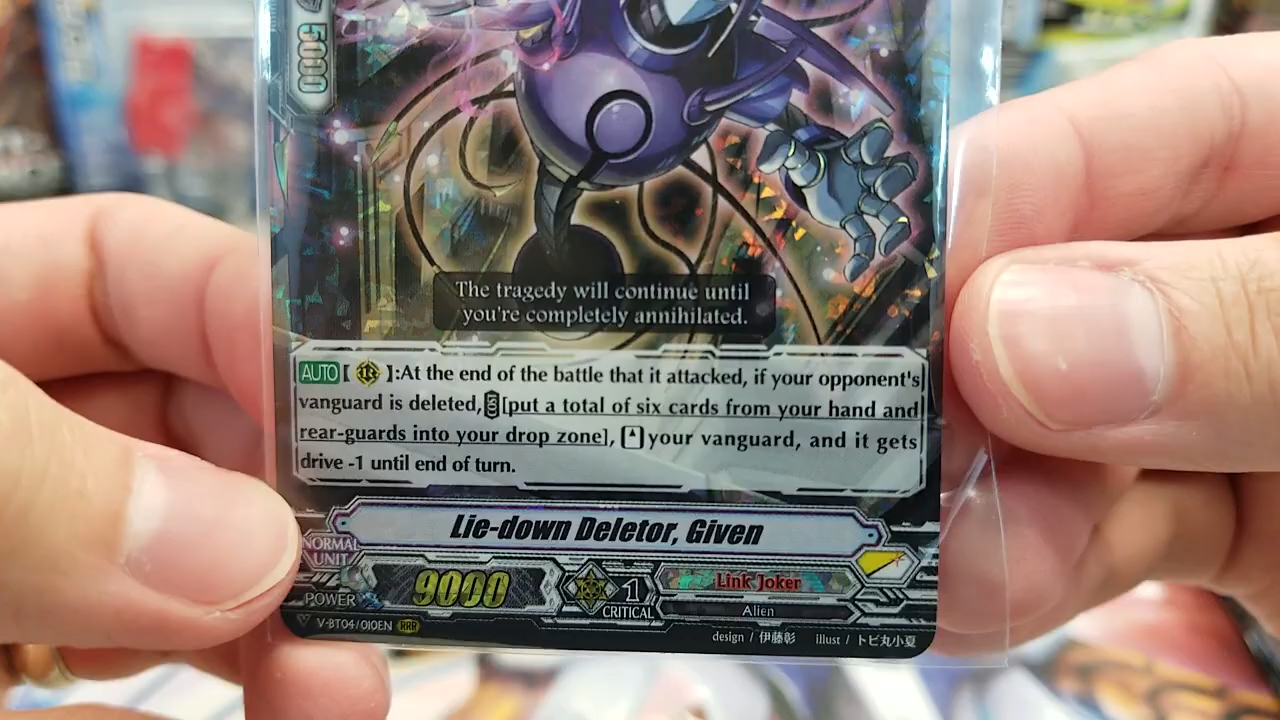 5000
The tragedy will continue until
you're completely annihilated.
AUTO【 】:At the end of the battle that it attacked, if your opponent's
vanguard is deleted, COST [put a total of six cards from your hand and
rear-guards into your drop zone], your vanguard, and it gets
drive -1 until end of turn.
Lie-down Deletor, Given
NORMAL
UNIT
POWER 9000 1 CRITICAL
Link Joker
Alien
V-BT04/010EN RRR design / 伊藤彰 illust / トビ丸小夏